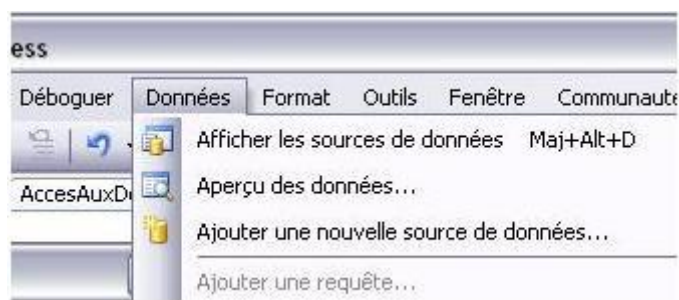 ess
Déboguer Données Format Outils Fenêtre Communauté
Afficher les sources de données Maj+Alt+D
AccesAuxD
Aperçu des données...
Ajouter une nouvelle source de données...
Ajouter une requête...